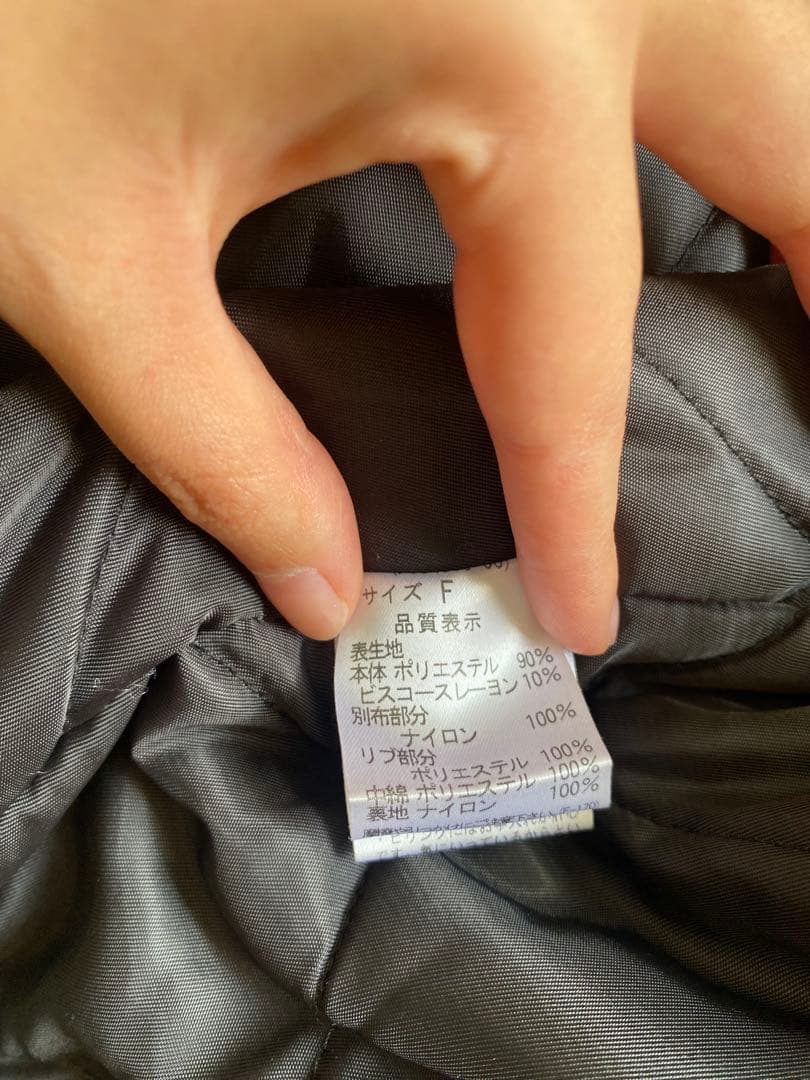 サイズ F
品質表示
表生地
本体 ポリエステル 90%
ビスコースレーヨン 10%
別布部分
ナイロン 100%
リブ部分
ポリエステル 100%
中綿 ポリエステル 100%
裏地 ナイロン 100%